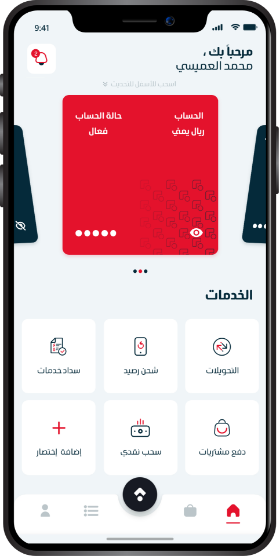 9:41
مرحباً بك ،
محمد العميسي
2
اسحب للأسفل للتحديث
الحساب
ريال يمني
حالة الحساب
فعال
الخدمات
التحويلات
شحن رصيد
سداد خدمات
دفع مشتريات
سحب نقدي
إضافة إختصار